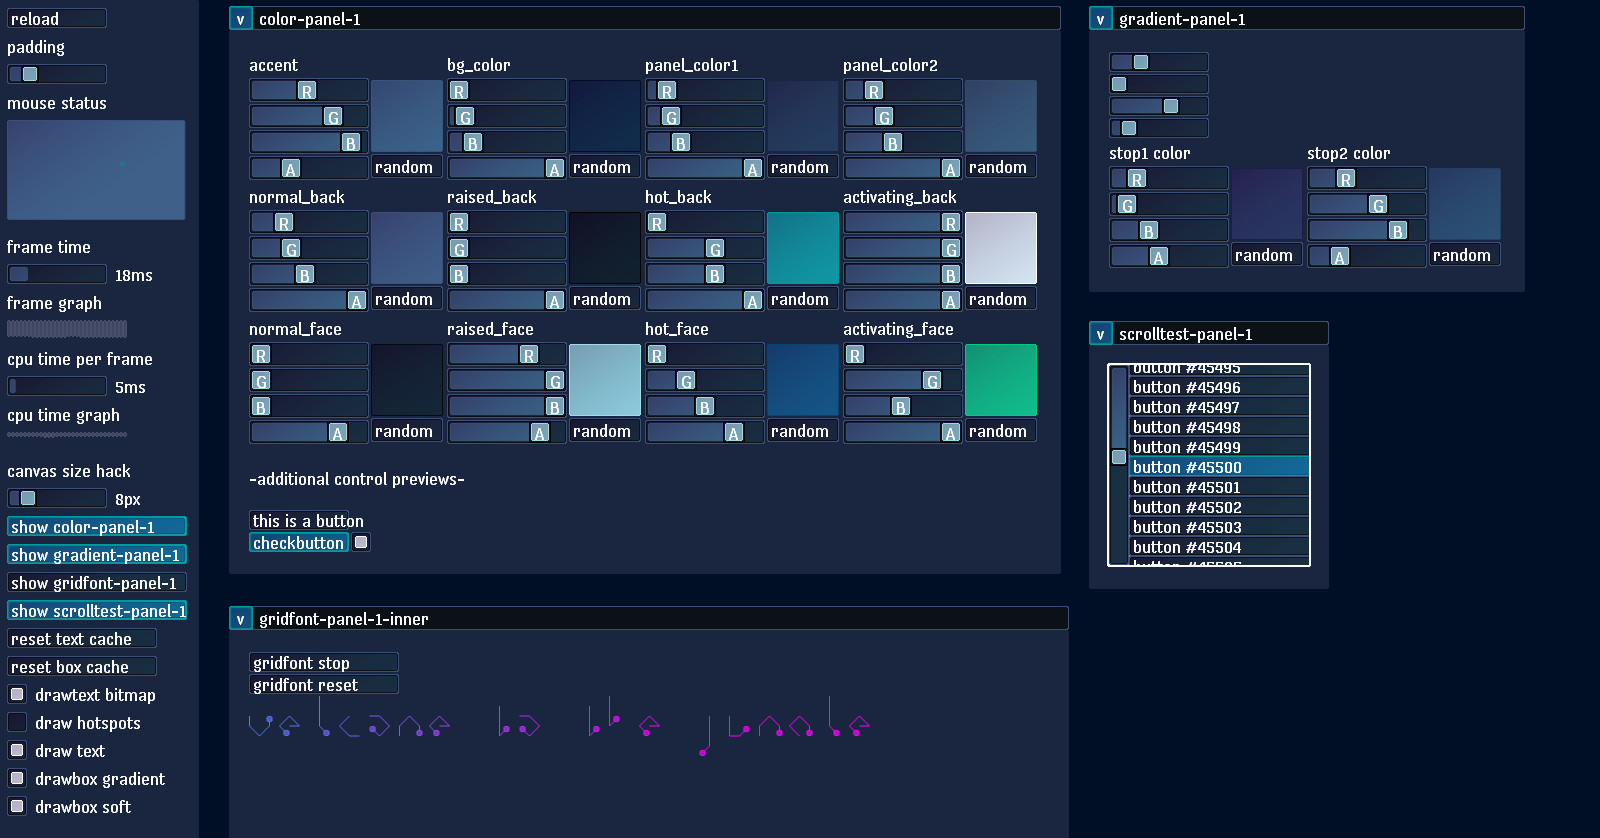 reload
padding
mouse status
frame time
18ms
frame graph
cpu time per frame
5ms
cpu time graph
canvas size hack
8px
show color-panel-1
show gradient-panel-1
show gridfont-panel-1
show scrolltest-panel-1
reset text cache
reset box cache
drawtext bitmap
draw hotspots
draw text
drawbox gradient
drawbox soft
v color-panel-1
accent bg_color panel_color1 panel_color2
R R R R
G G G G
B B B B
A random A random A random A random
normal_back raised_back hot_back activating_back
R R R R
G G G G
B B B B
A random A random A random A random
normal_face raised_face hot_face activating_face
R R R R
G G G G
B B B B
A random A random A random A random
-additional control previews-
this is a button
checkbutton
v gridfont-panel-1-inner
gridfont stop
gridfont reset
v gradient-panel-1
stop1 color stop2 color
R R
G G
B B
A random A random
v scrolltest-panel-1
button #45495
button #45496
button #45497
button #45498
button #45499
button #45500
button #45501
button #45502
button #45503
button #45504
button #45505